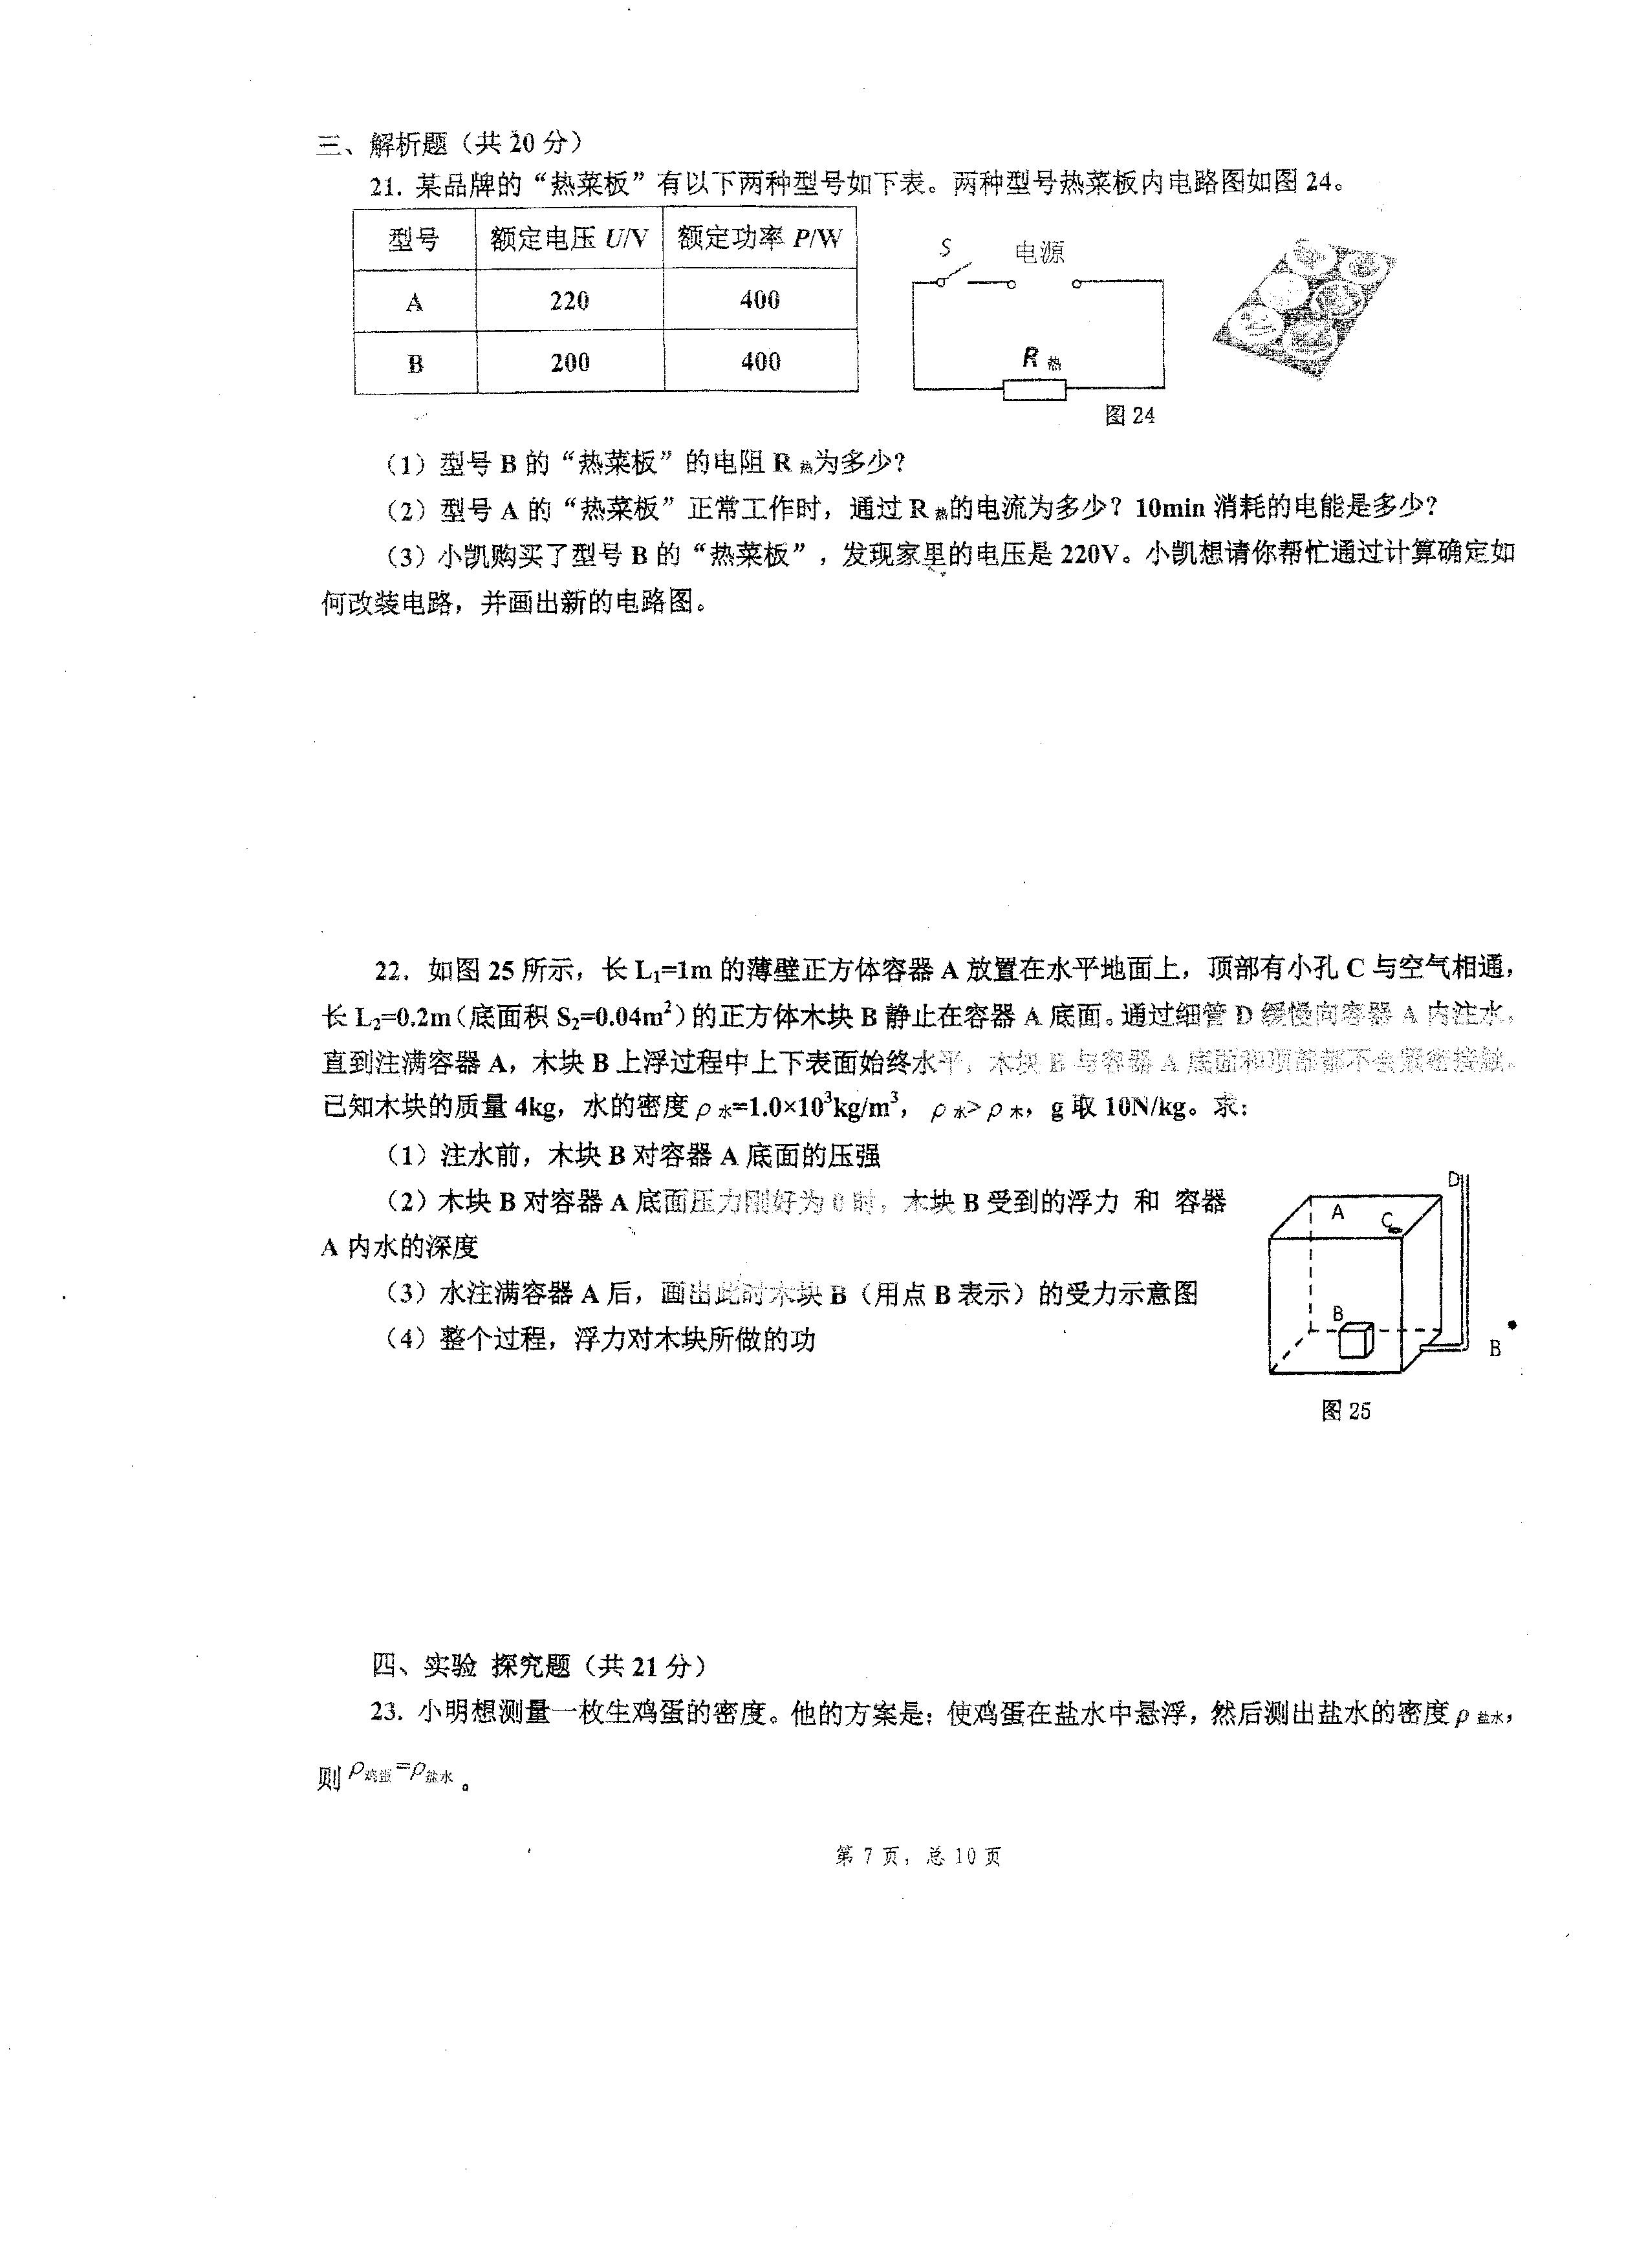 三、解析题（共 20 分）
21. 某品牌的“热菜板”有以下两种型号如下表。两种型号热菜板内电路图如图 24。
型号 额定电压 U/V 额定功率 P/W
A 220 400
B 200 400
S 电源
R热
图 24
（1）型号 B 的“热菜板”的电阻 R热为多少?
（2）型号 A 的“热菜板”正常工作时，通过 R热的电流为多少? 10min 消耗的电能是多少?
（3）小凯购买了型号 B 的“热菜板”，发现家里的电压是 220V。小凯想请你帮忙通过计算确定如
何改装电路，并画出新的电路图。
22. 如图 25 所示，长 L₁=1m 的薄壁正方体容器 A 放置在水平地面上，顶部有小孔 C 与空气相通，
长 L₂=0.2m（底面积 S₂=0.04m²）的正方体木块 B 静止在容器 A 底面。通过细管 D 缓慢向容器 A 内注水，
直到注满容器 A，木块 B 上浮过程中上下表面始终水平，木块 B 与容器 A 底面和顶部都不会紧密接触。
已知木块的质量 4kg，水的密度 ρ水=1.0×10³kg/m³，ρ水>ρ木，g 取 10N/kg。求：
（1）注水前，木块 B 对容器 A 底面的压强
（2）木块 B 对容器 A 底面压力刚好为 0 时，木块 B 受到的浮力 和 容器
A 内水的深度
（3）水注满容器 A 后，画出此时木块 B（用点 B 表示）的受力示意图
（4）整个过程，浮力对木块所做的功
D
A C
B
B
图 25
四、实验 探究题（共 21 分）
23. 小明想测量一枚生鸡蛋的密度。他的方案是：使鸡蛋在盐水中悬浮，然后测出盐水的密度 ρ盐水，
则 ρ鸡蛋=ρ盐水。
第 7 页，总 10 页